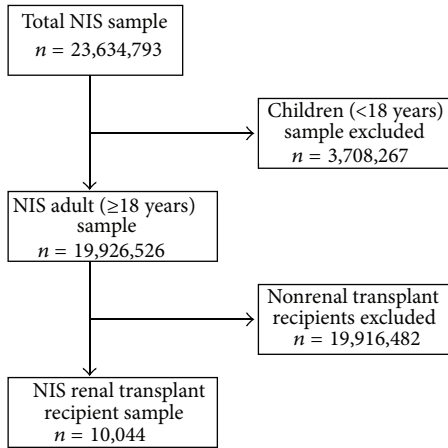 Total NIS sample
n = 23,634,793
Children (<18 years)
sample excluded
n = 3,708,267
NIS adult (≥18 years)
sample
n = 19,926,526
Nonrenal transplant
recipients excluded
n = 19,916,482
NIS renal transplant
recipient sample
n = 10,044